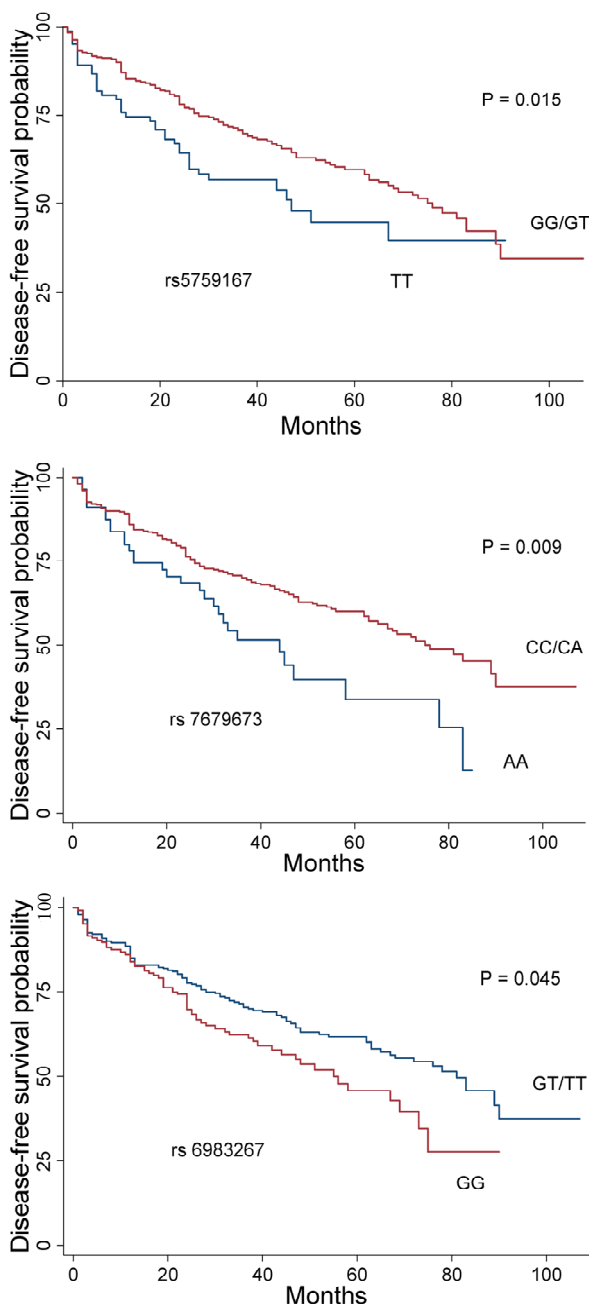 Disease-free survival probability
100
75
50
25
0
P = 0.015
GG/GT
rs5759167
TT
0 20 40 60 80 100
Months
Disease-free survival probability
100
75
50
25
0
P = 0.009
CC/CA
rs 7679673
AA
0 20 40 60 80 100
Months
Disease-free survival probability
100
75
50
25
0
P = 0.045
GT/TT
rs 6983267
GG
0 20 40 60 80 100
Months